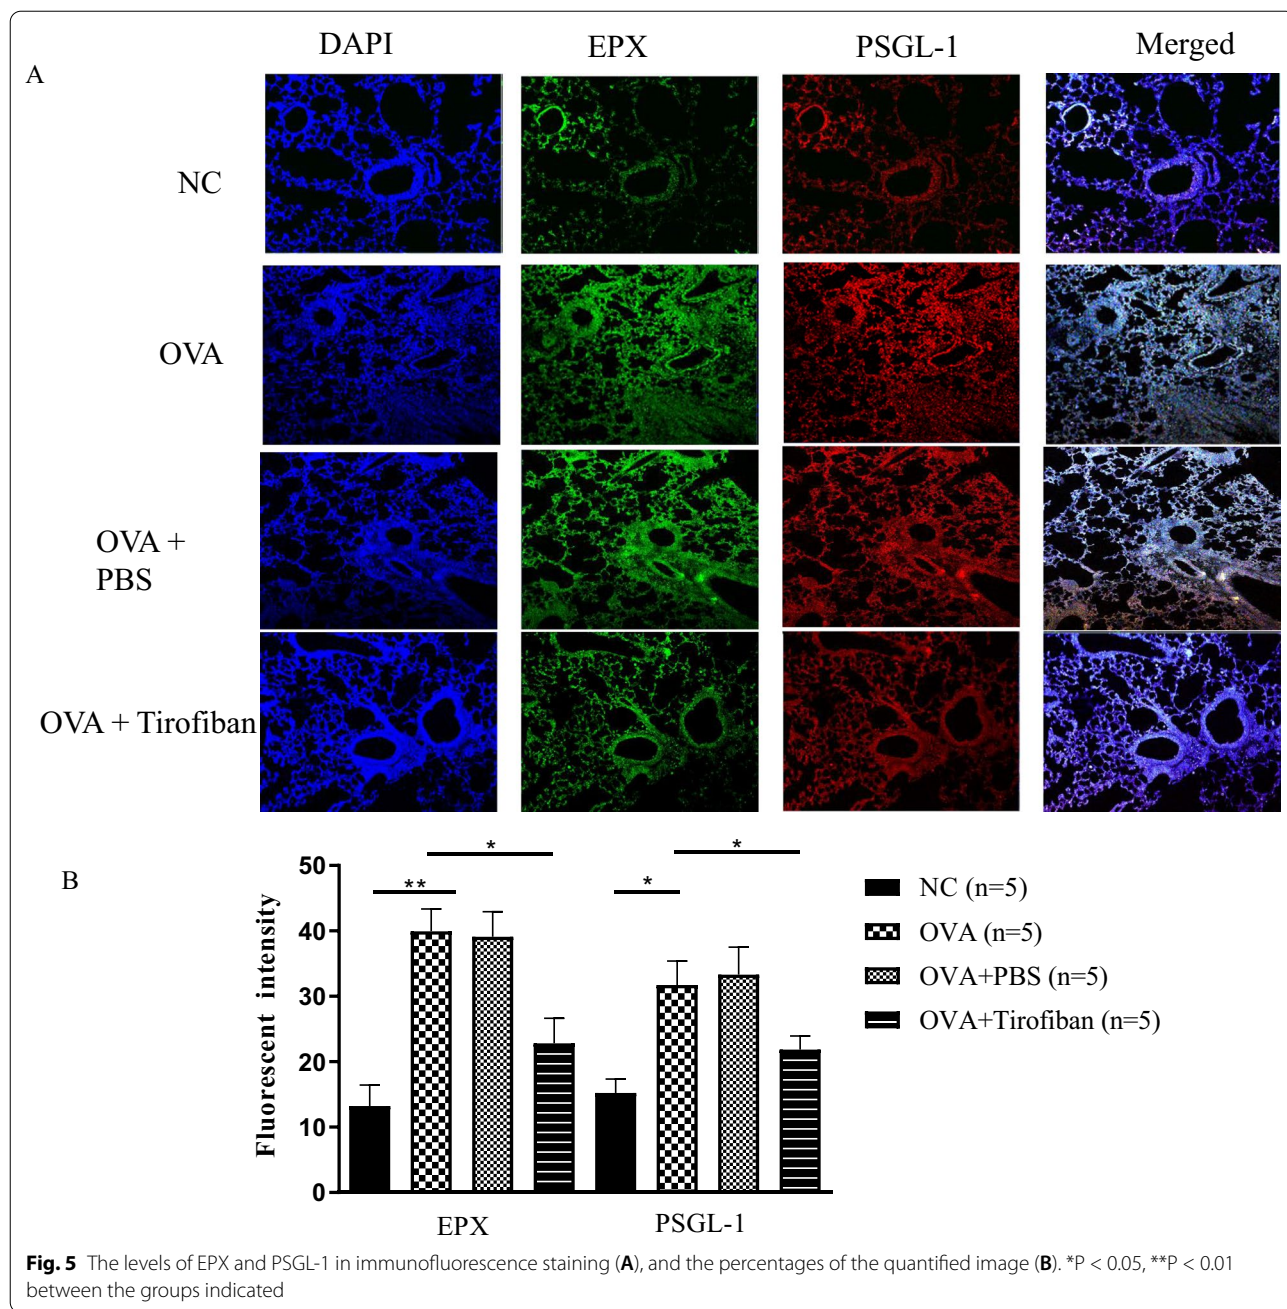 DAPI EPX PSGL-1 Merged
A
NC
OVA
OVA +
PBS
OVA + Tirofiban
B
Fluorescent intensity
50
40
30
20
10
0
** * * *
EPX PSGL-1
NC (n=5)
OVA (n=5)
OVA+PBS (n=5)
OVA+Tirofiban (n=5)
Fig. 5 The levels of EPX and PSGL-1 in immunofluorescence staining (A), and the percentages of the quantified image (B). *P < 0.05, **P < 0.01
between the groups indicated